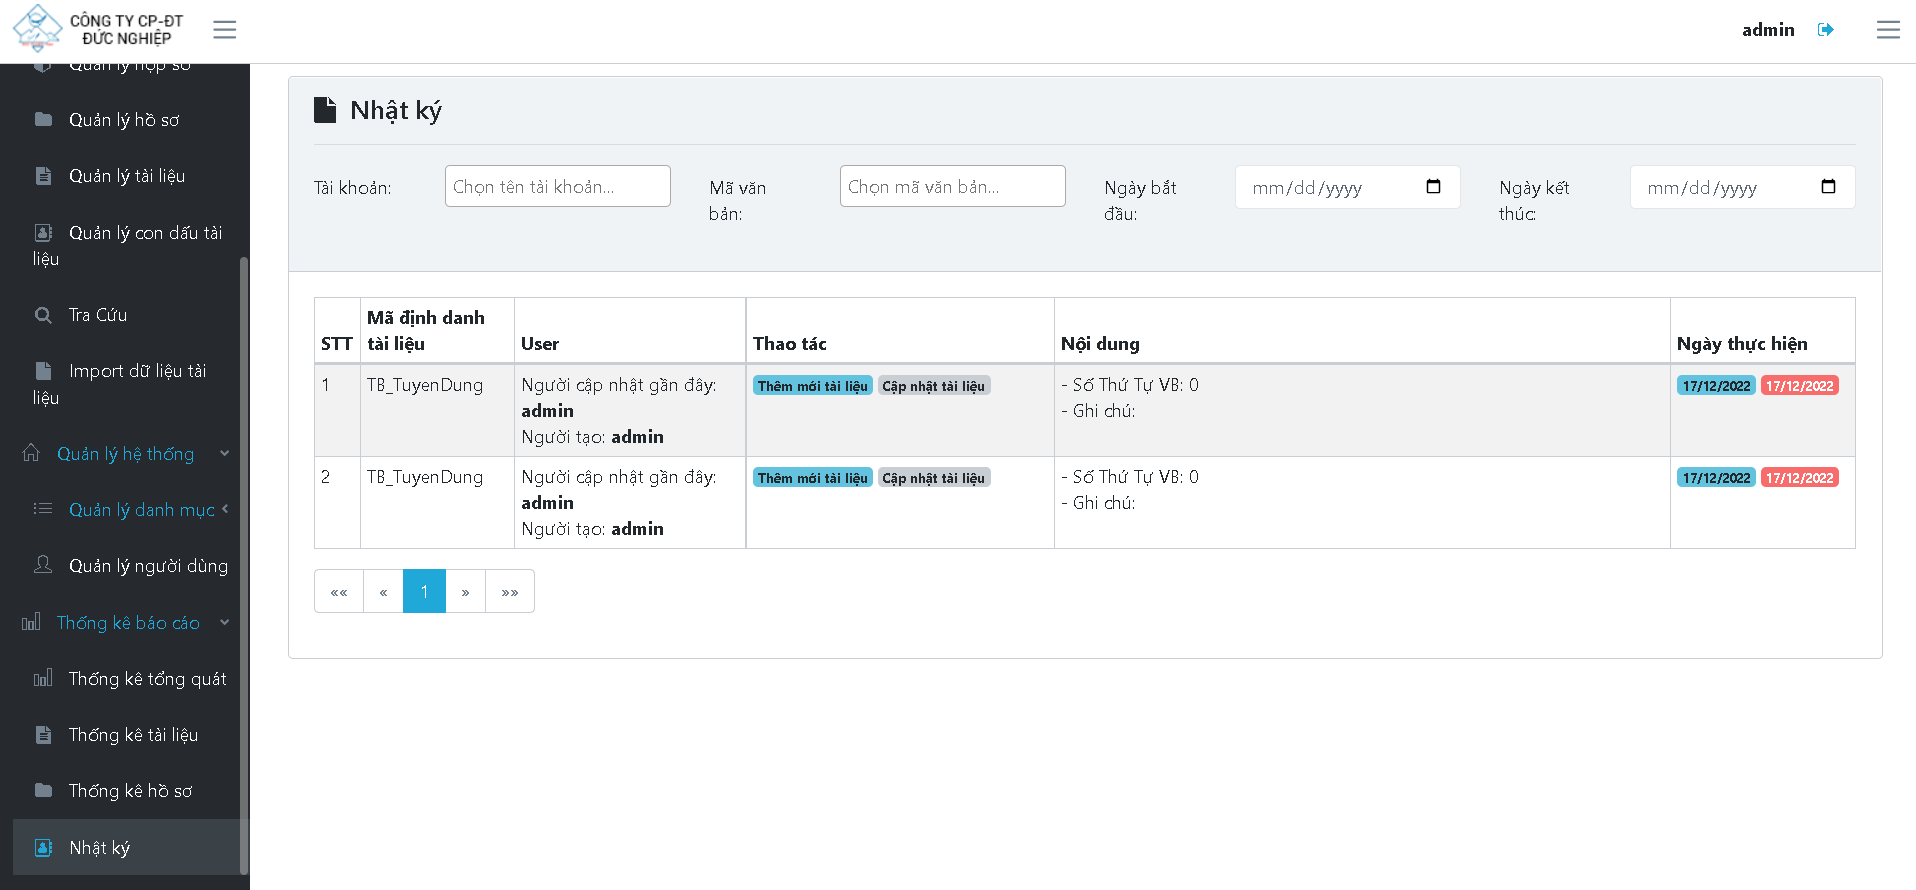 CÔNG TY CP-ĐT
ĐỨC NGHIỆP
admin
Quản lý hộp số
Quản lý hồ sơ
Quản lý tài liệu
Quản lý con dấu tài
liệu
Tra Cứu
Import dữ liệu tài
liệu
Quản lý hệ thống
Quản lý danh mục
Quản lý người dùng
Thống kê báo cáo
Thống kê tổng quát
Thống kê tài liệu
Thống kê hồ sơ
Nhật ký
Nhật ký
Tài khoản: Chọn tên tài khoản... Mã văn bản: Chọn mã văn bản... Ngày bắt đầu: mm/dd/yyyy Ngày kết thúc: mm/dd/yyyy
STT Mã định danh tài liệu User Thao tác Nội dung Ngày thực hiện
1 TB_TuyenDung Người cập nhật gần đây: Thêm mới tài liệu Cập nhật tài liệu - Số Thứ Tự VB: 0 17/12/2022 17/12/2022
admin - Ghi chú:
Người tạo: admin
2 TB_TuyenDung Người cập nhật gần đây: Thêm mới tài liệu Cập nhật tài liệu - Số Thứ Tự VB: 0 17/12/2022 17/12/2022
admin - Ghi chú:
Người tạo: admin
«« « 1 » »»